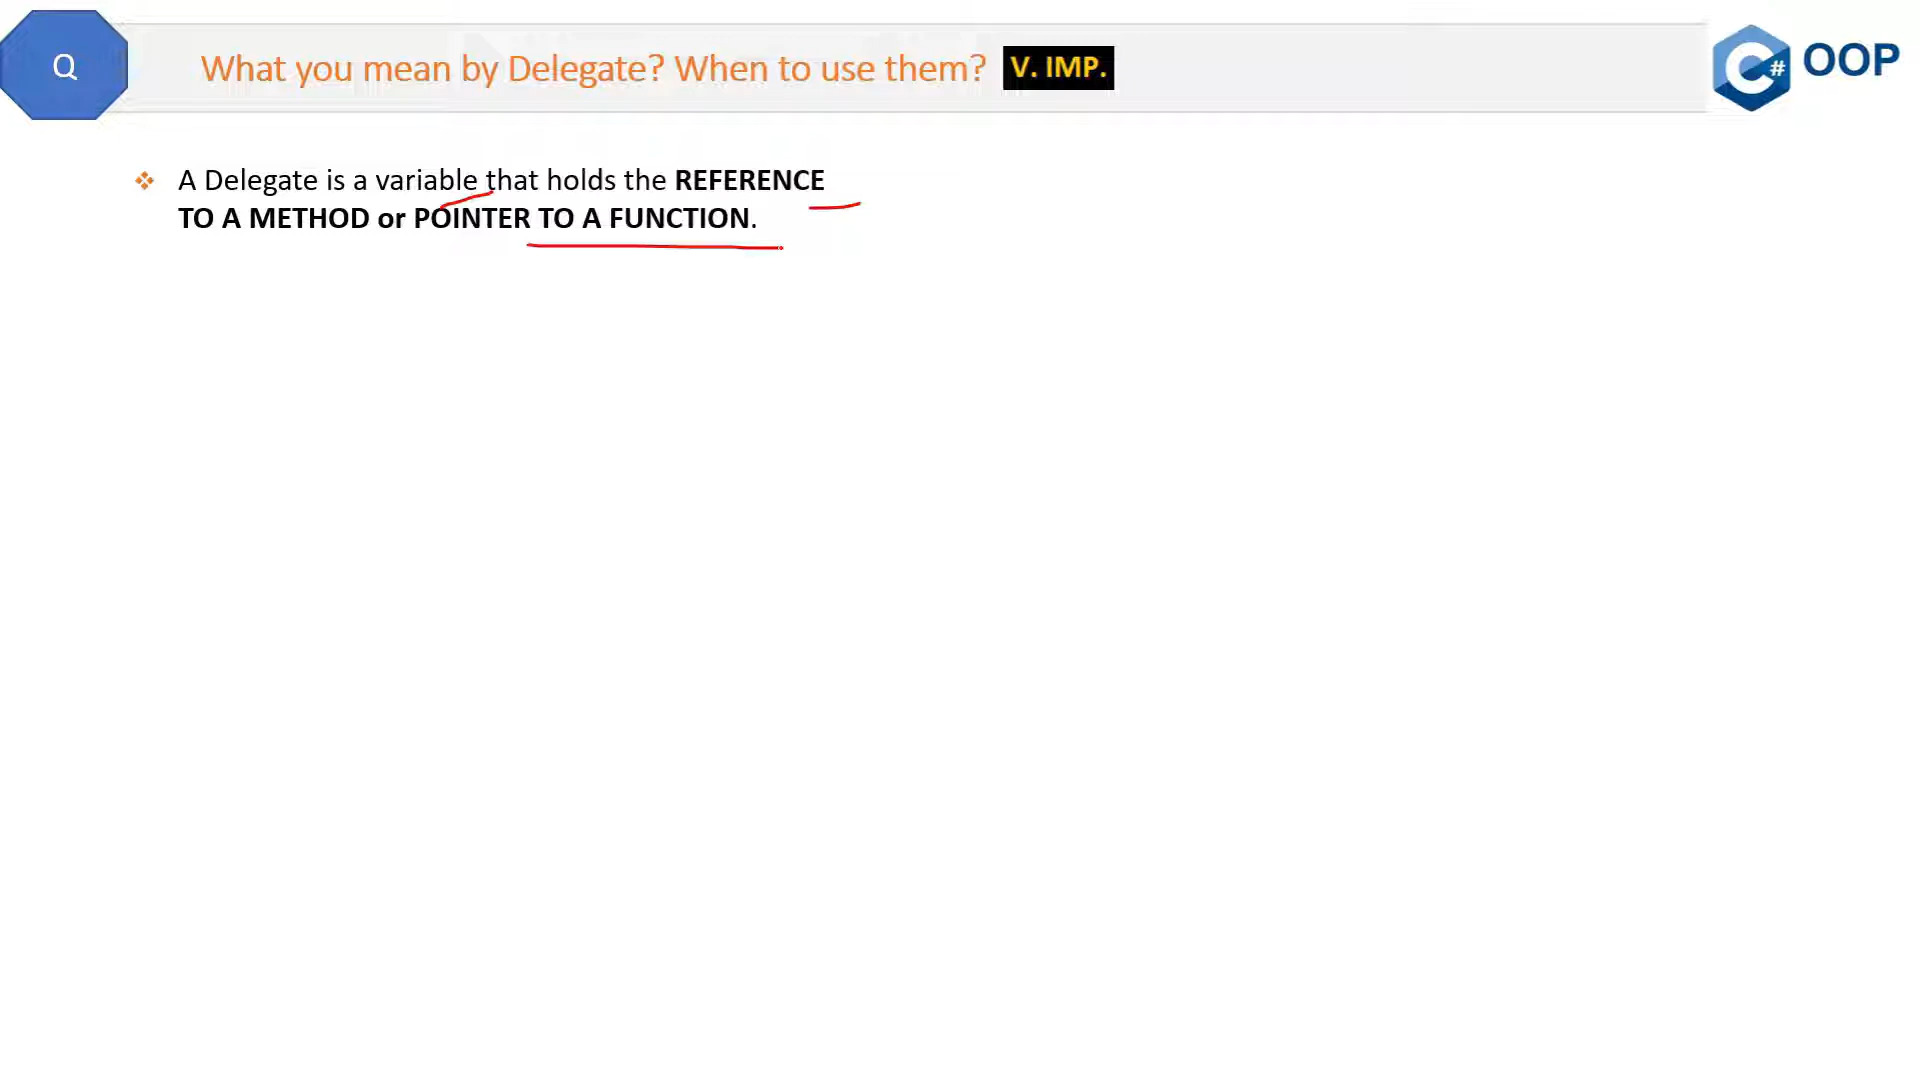 Q
What you mean by Delegate? When to use them? V. IMP.
C# OOP
A Delegate is a variable that holds the REFERENCE
TO A METHOD or POINTER TO A FUNCTION.